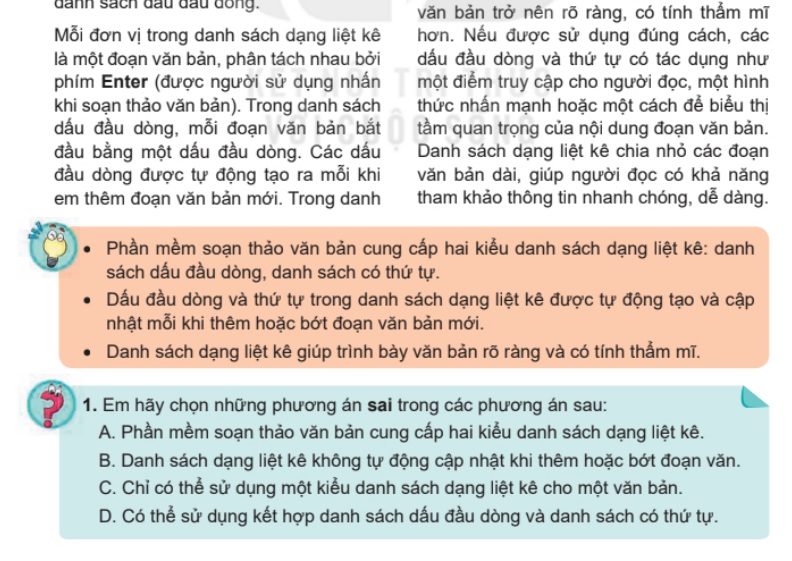 danh sách dấu đầu dòng.
Mỗi đơn vị trong danh sách dạng liệt kê
là một đoạn văn bản, phân tách nhau bởi
phím Enter (được người sử dụng nhấn
khi soạn thảo văn bản). Trong danh sách
dấu đầu dòng, mỗi đoạn văn bản bắt
đầu bằng một dấu đầu dòng. Các dấu
đầu dòng được tự động tạo ra mỗi khi
em thêm đoạn văn bản mới. Trong danh
văn bản trở nên rõ ràng, có tính thẩm mĩ
hơn. Nếu được sử dụng đúng cách, các
dấu đầu dòng và thứ tự có tác dụng như
một điểm truy cập cho người đọc, một hình
thức nhấn mạnh hoặc một cách để biểu thị
tầm quan trọng của nội dung đoạn văn bản.
Danh sách dạng liệt kê chia nhỏ các đoạn
văn bản dài, giúp người đọc có khả năng
tham khảo thông tin nhanh chóng, dễ dàng.
KẾT NỐI TRI THỨC
VỚI CUỘC SỐNG
• Phần mềm soạn thảo văn bản cung cấp hai kiểu danh sách dạng liệt kê: danh
sách dấu đầu dòng, danh sách có thứ tự.
• Dấu đầu dòng và thứ tự trong danh sách dạng liệt kê được tự động tạo và cập
nhật mỗi khi thêm hoặc bớt đoạn văn bản mới.
• Danh sách dạng liệt kê giúp trình bày văn bản rõ ràng và có tính thẩm mĩ.
1. Em hãy chọn những phương án sai trong các phương án sau:
A. Phần mềm soạn thảo văn bản cung cấp hai kiểu danh sách dạng liệt kê.
B. Danh sách dạng liệt kê không tự động cập nhật khi thêm hoặc bớt đoạn văn.
C. Chỉ có thể sử dụng một kiểu danh sách dạng liệt kê cho một văn bản.
D. Có thể sử dụng kết hợp danh sách dấu đầu dòng và danh sách có thứ tự.